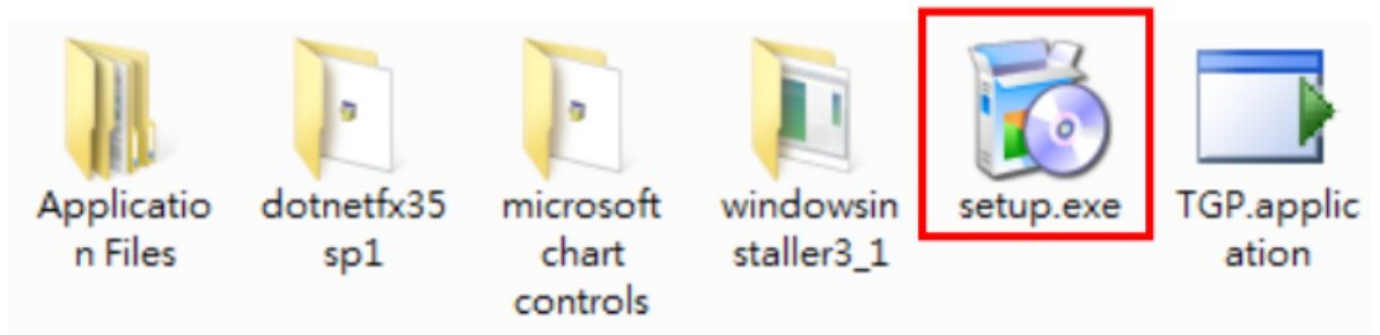 Applicatio
n Files
dotnetfx35
sp1
microsoft
chart
controls
windowsin
staller3_1
setup.exe
TGP.applic
ation